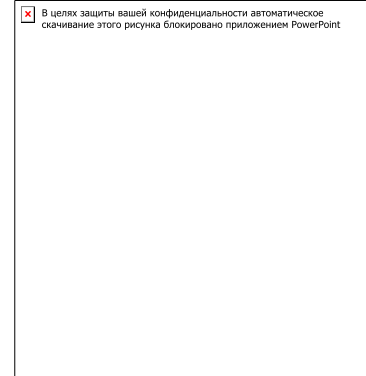 В целях защиты вашей конфиденциальности автоматическое
скачивание этого рисунка блокировано приложением PowerPoint